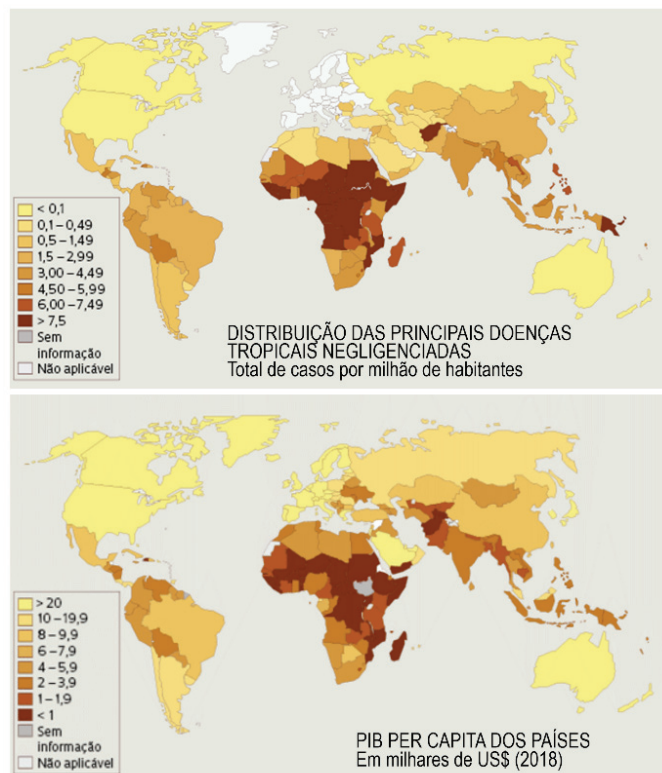 < 0,1
0,1 – 0,49
0,5 – 1,49
1,5 – 2,99
3,00 – 4,49
4,50 – 5,99
6,00 – 7,49
> 7,5
Sem
informação
Não aplicável
DISTRIBUIÇÃO DAS PRINCIPAIS DOENÇAS
TROPICAIS NEGLIGENCIADAS
Total de casos por milhão de habitantes
> 20
10 – 19,9
8 – 9,9
6 – 7,9
4 – 5,9
2 – 3,9
1 – 1,9
< 1
Sem
informação
Não aplicável
PIB PER CAPITA DOS PAÍSES
Em milhares de US$ (2018)